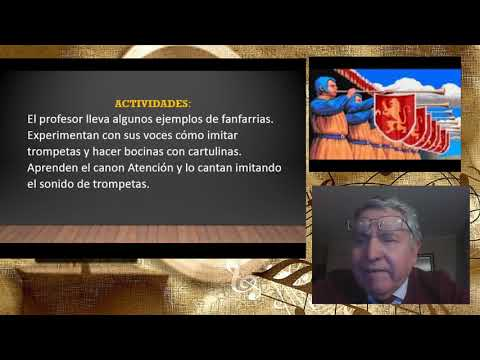 ACTIVIDADES:
El profesor lleva algunos ejemplos de fanfarrias.
Experimentan con sus voces cómo imitar
trompetas y hacer bocinas con cartulinas.
Aprenden el canon Atención y lo cantan imitando
el sonido de trompetas.